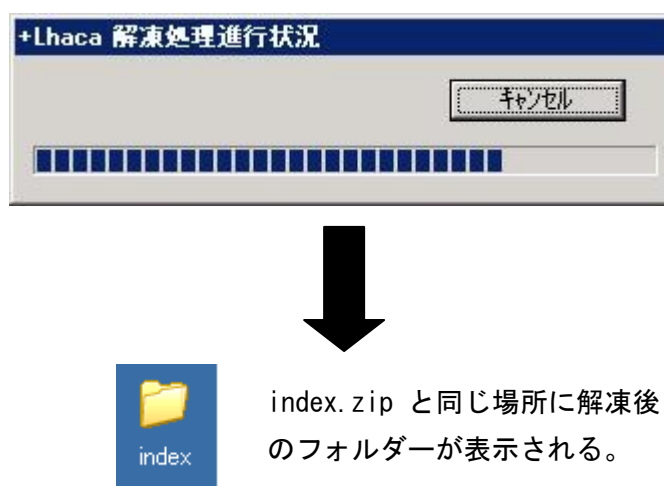 +Lhaca 解凍処理進行状況
キャンセル
index
index.zip と同じ場所に解凍後
のフォルダーが表示される。